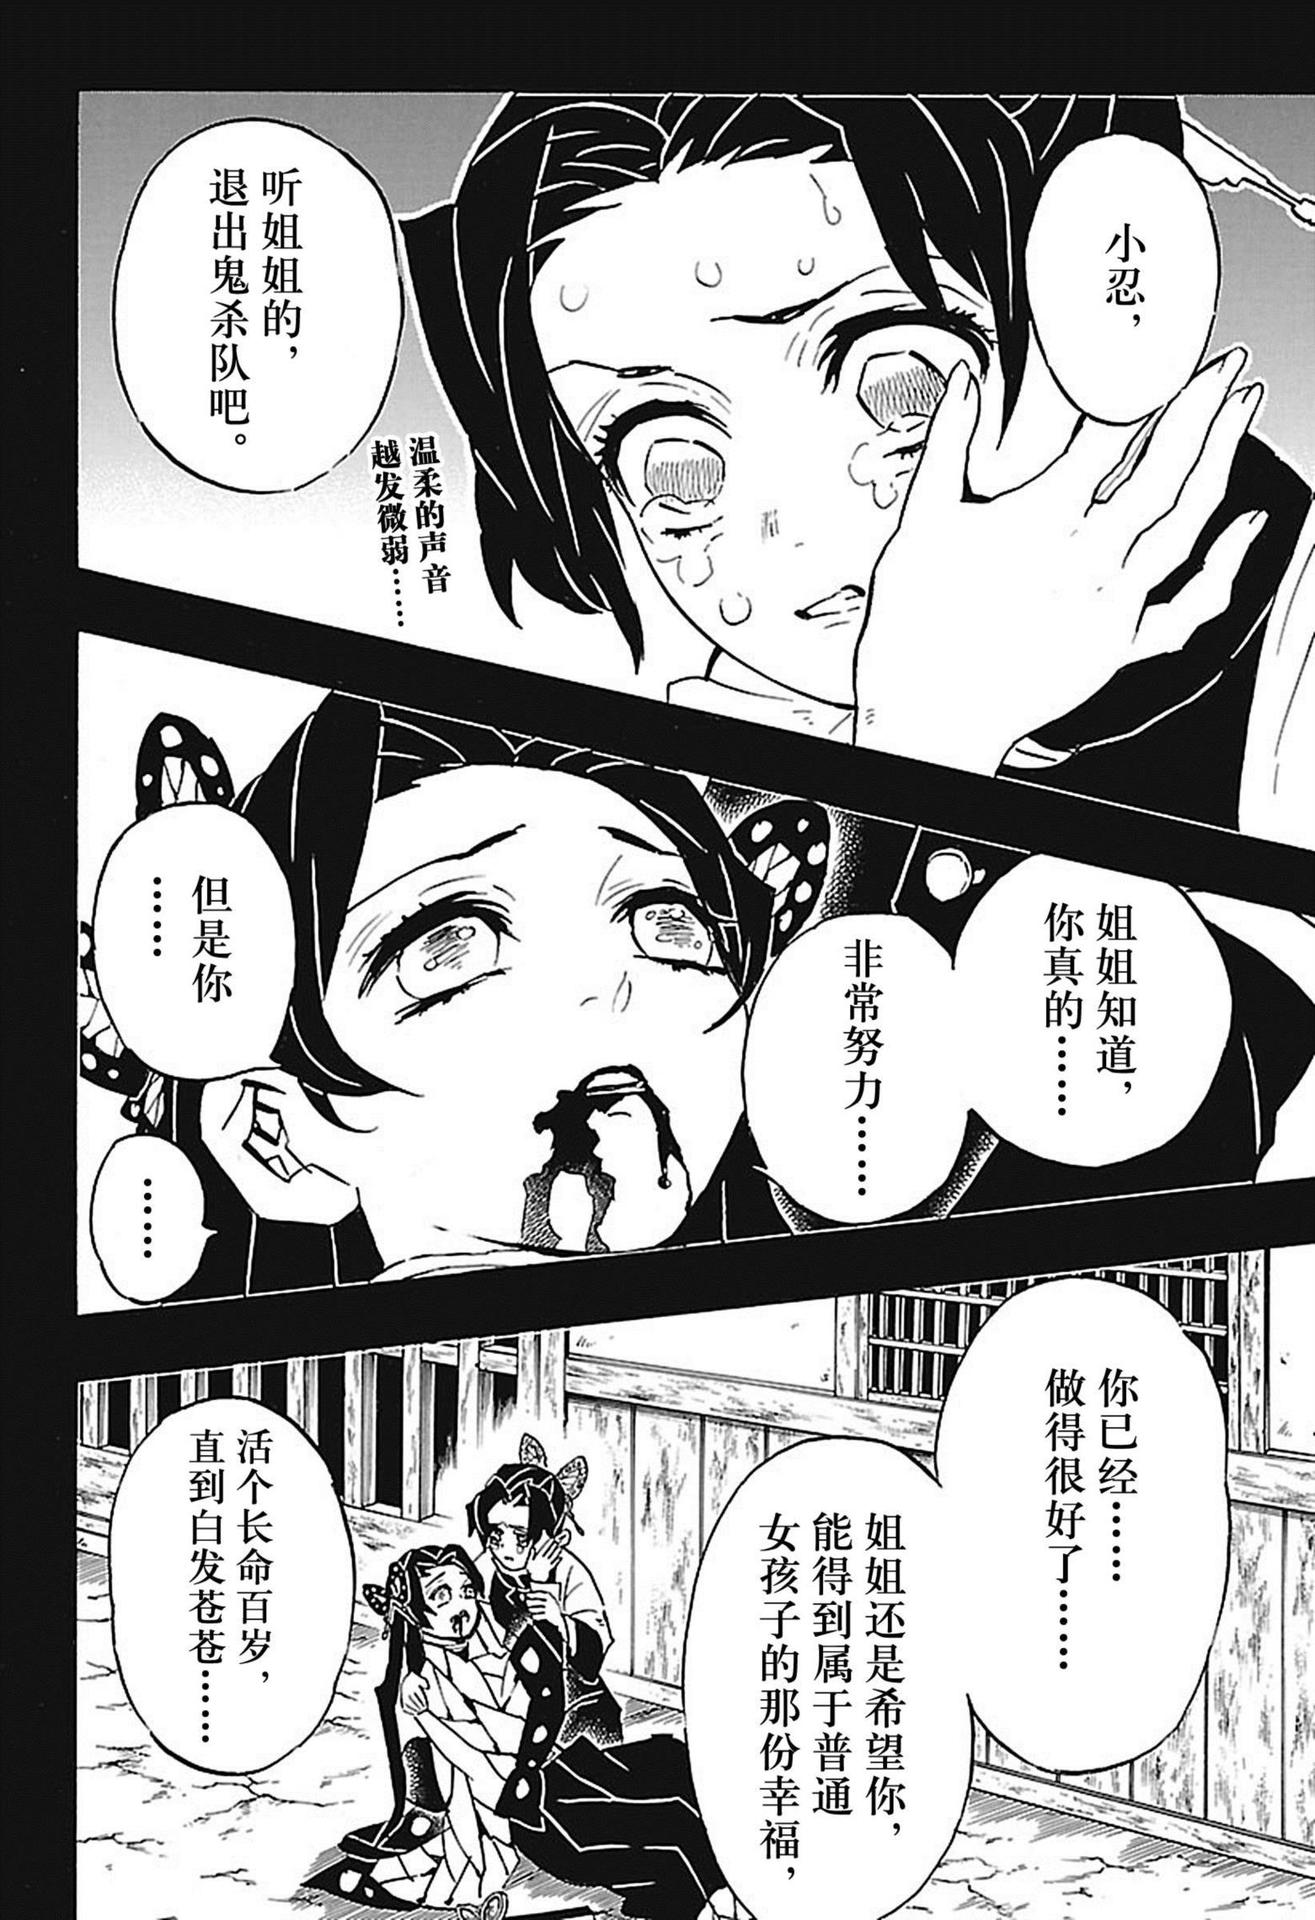 小忍，
听姐姐的，
退出鬼杀队吧。
温柔的声音
越发微弱……
姐姐知道，
你真的……
非常努力……
但是你
……
……
你已经……
做得很好了……
姐姐还是希望你，
能得到属于普通
女孩子的那份幸福，
活个长命百岁，
直到白发苍苍……